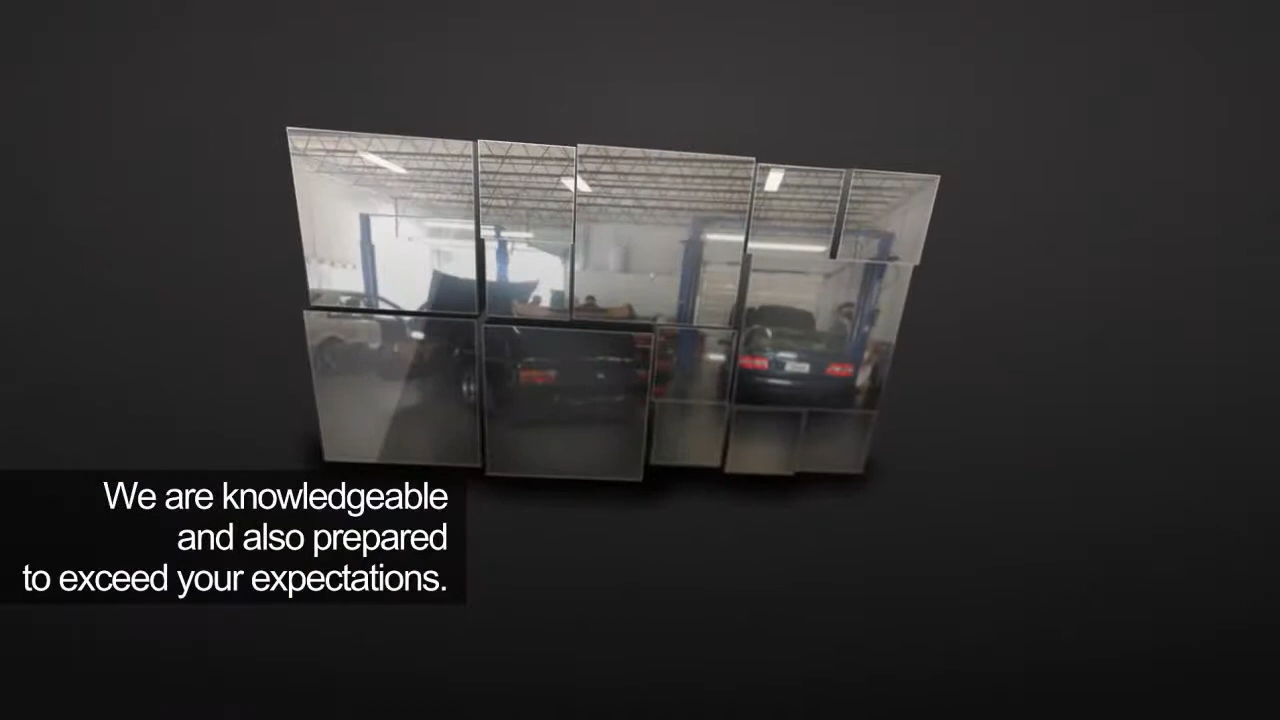 We are knowledgeable
and also prepared
to exceed your expectations.